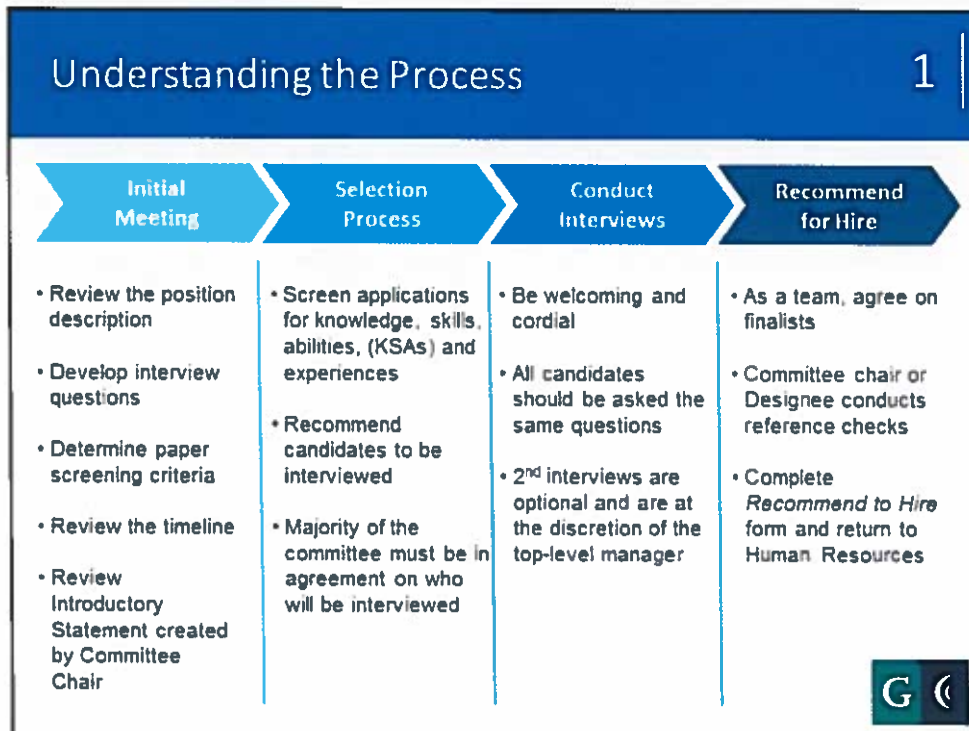 Understanding the Process
1
Initial
Meeting
Selection
Process
Conduct
Interviews
Recommend
for Hire
• Review the position
description
• Develop interview
questions
• Determine paper
screening criteria
• Review the timeline
• Review
Introductory
Statement created
by Committee
Chair
• Screen applications
for knowledge, skills,
abilities, (KSAs) and
experiences
• Recommend
candidates to be
interviewed
• Majority of the
committee must be in
agreement on who
will be interviewed
• Be welcoming and
cordial
• All candidates
should be asked the
same questions
• 2nd interviews are
optional and are at
the discretion of the
top-level manager
• As a team, agree on
finalists
• Committee chair or
Designee conducts
reference checks
• Complete
Recommend to Hire
form and return to
Human Resources
G